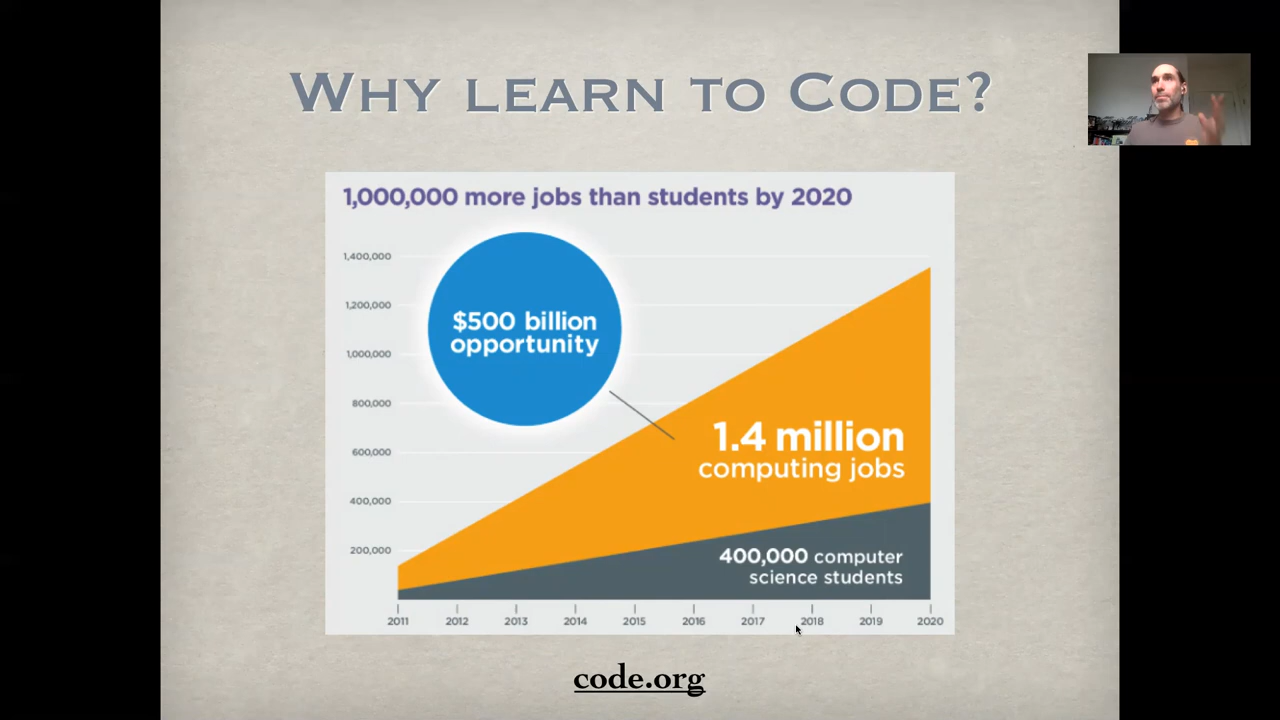 WHY LEARN TO CODE?
1,000,000 more jobs than students by 2020
1,400,000
1,200,000
1,000,000
800,000
600,000
400,000
200,000
$500 billion
opportunity
1.4 million
computing jobs
400,000 computer
science students
2011 2012 2013 2014 2015 2016 2017 2018 2019 2020
code.org